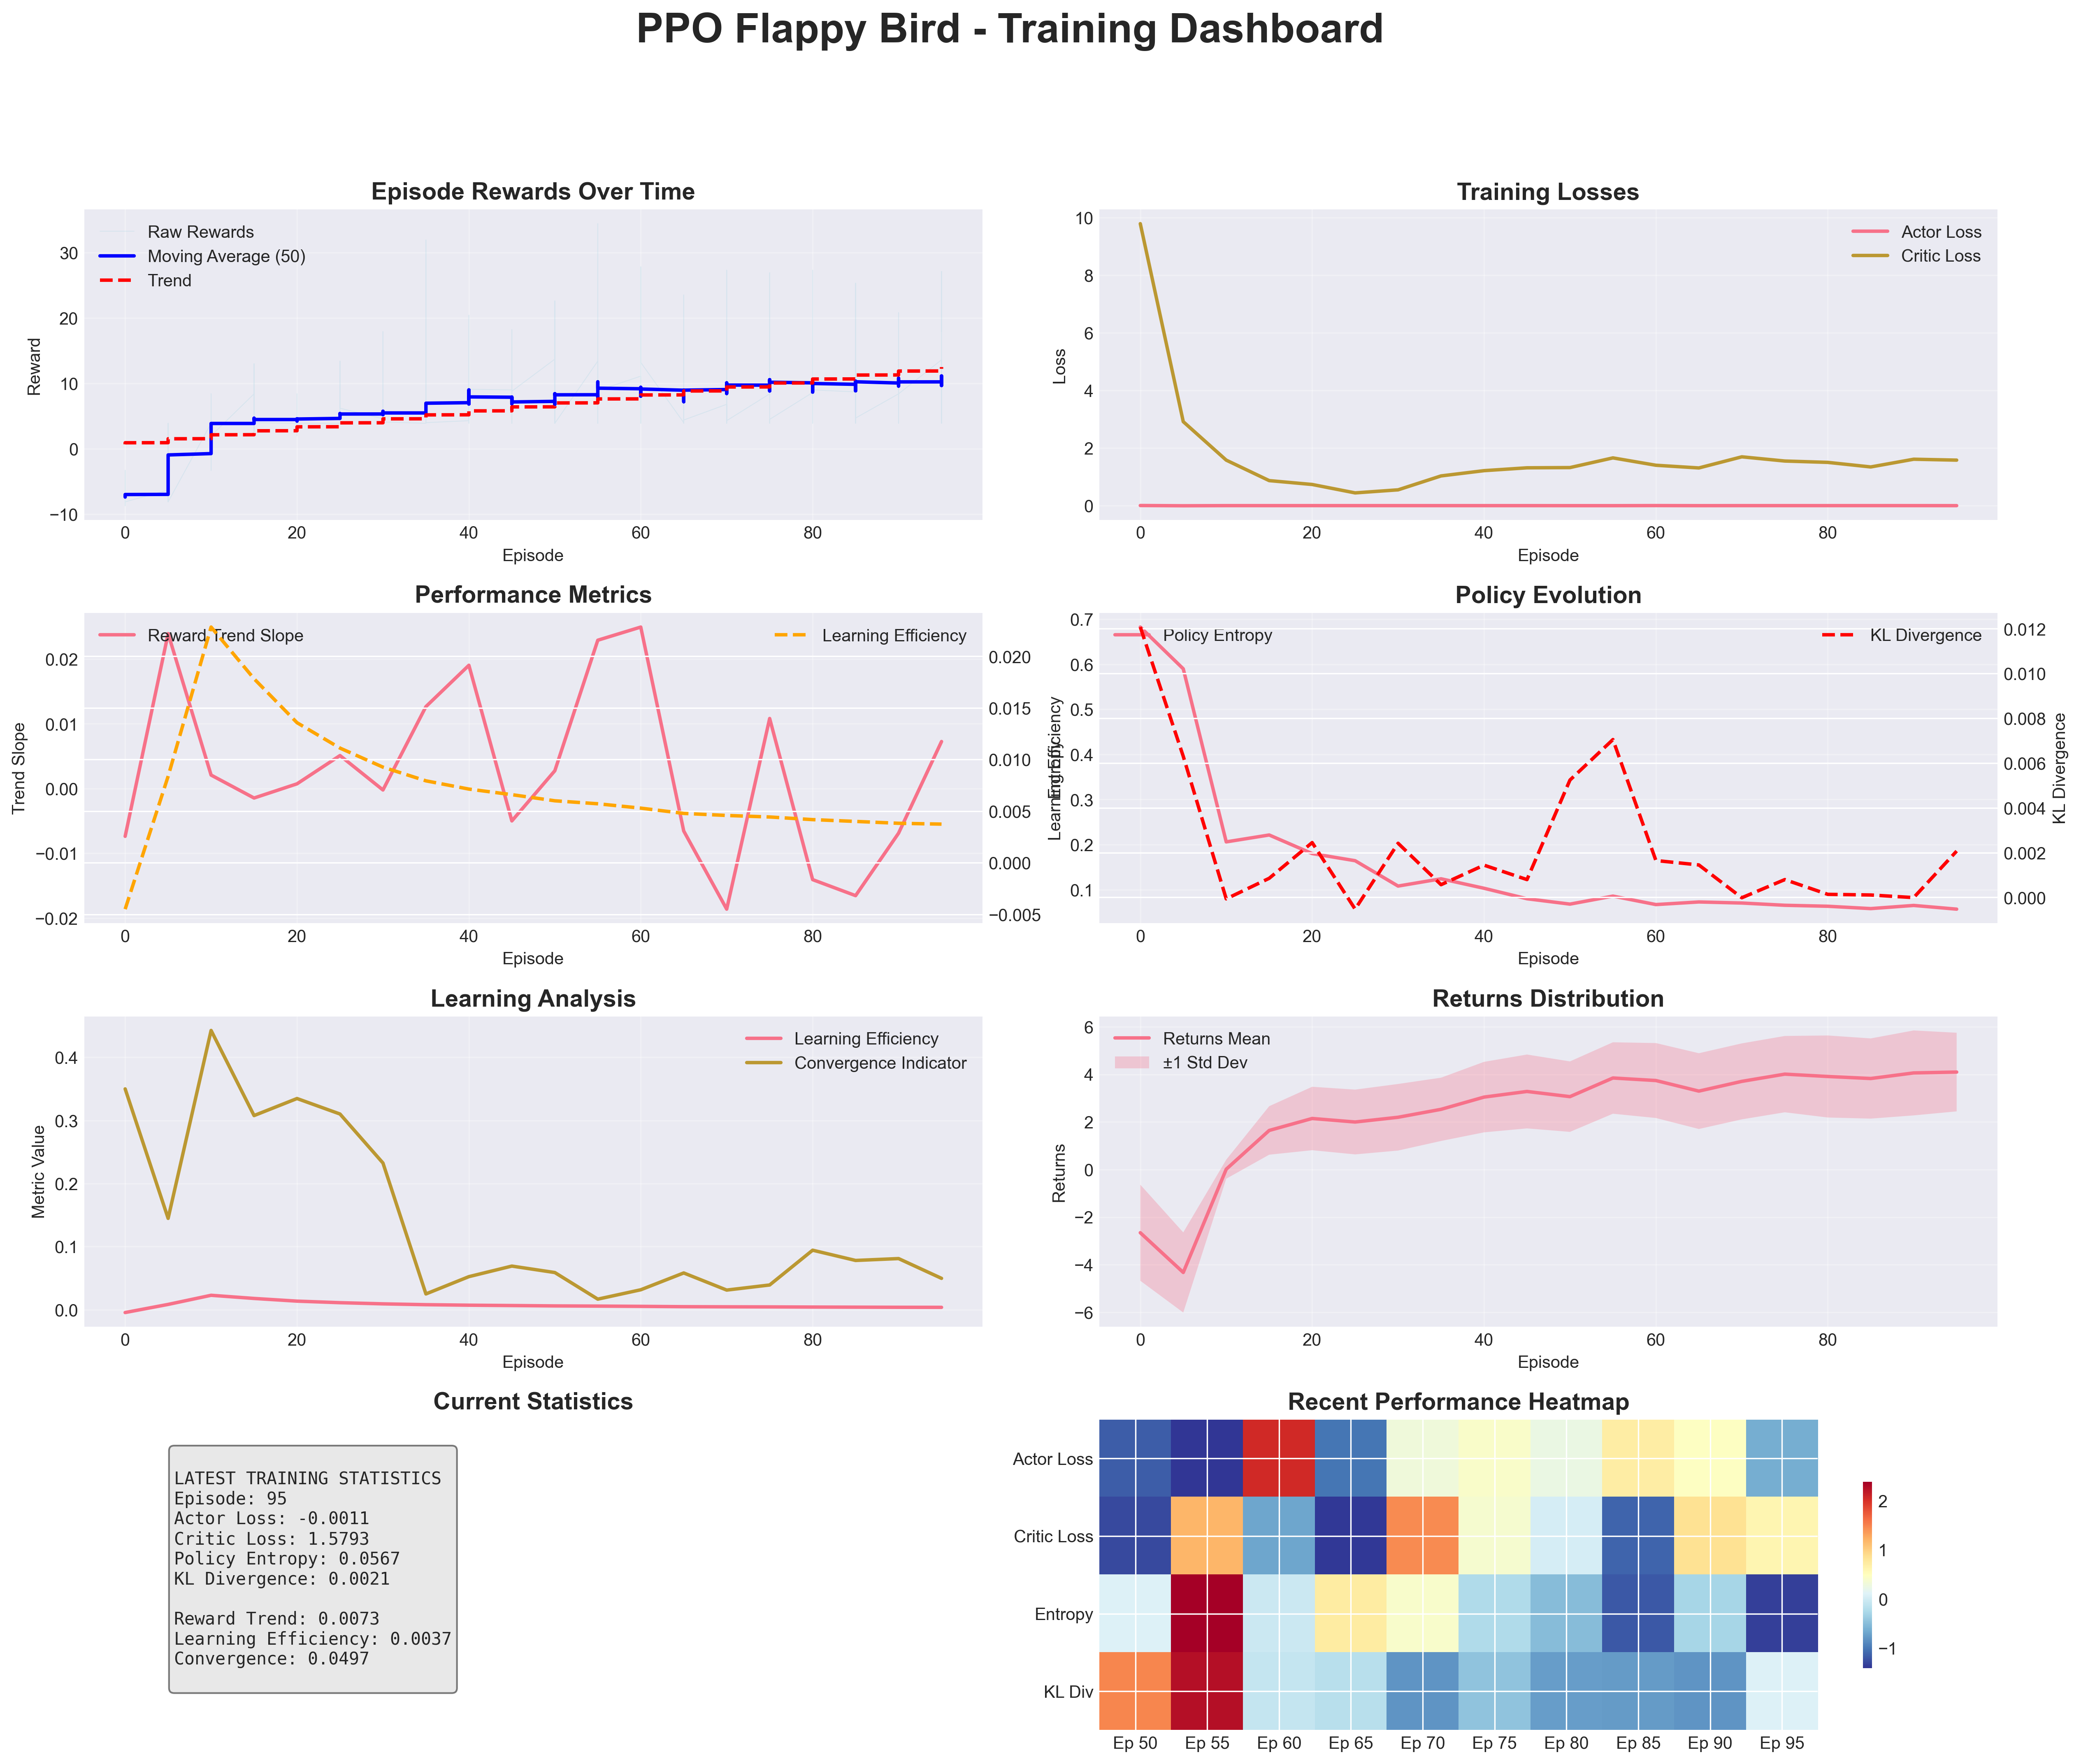 PPO Flappy Bird - Training Dashboard
Episode Rewards Over Time
Raw Rewards
Moving Average (50)
Trend
Reward
30
20
10
0
−10
0 20 40 60 80
Episode
Training Losses
Actor Loss
Critic Loss
Loss
10
8
6
4
2
0
0 20 40 60 80
Episode
Performance Metrics
Reward Trend Slope
Learning Efficiency
Trend Slope
0.02
0.01
0.00
−0.01
−0.02
0.020
0.015
0.010
0.005
0.000
−0.005
Learning Efficiency
0 20 40 60 80
Episode
Policy Evolution
Policy Entropy
KL Divergence
Entropy
0.7
0.6
0.5
0.4
0.3
0.2
0.1
0.012
0.010
0.008
0.006
0.004
0.002
0.000
KL Divergence
0 20 40 60 80
Episode
Learning Analysis
Learning Efficiency
Convergence Indicator
Metric Value
0.4
0.3
0.2
0.1
0.0
0 20 40 60 80
Episode
Returns Distribution
Returns Mean
±1 Std Dev
Returns
6
4
2
0
−2
−4
−6
0 20 40 60 80
Episode
Current Statistics
LATEST TRAINING STATISTICS
Episode: 95
Actor Loss: -0.0011
Critic Loss: 1.5793
Policy Entropy: 0.0567
KL Divergence: 0.0021
Reward Trend: 0.0073
Learning Efficiency: 0.0037
Convergence: 0.0497
Recent Performance Heatmap
Actor Loss
Critic Loss
Entropy
KL Div
Ep 50 Ep 55 Ep 60 Ep 65 Ep 70 Ep 75 Ep 80 Ep 85 Ep 90 Ep 95
2
1
0
−1